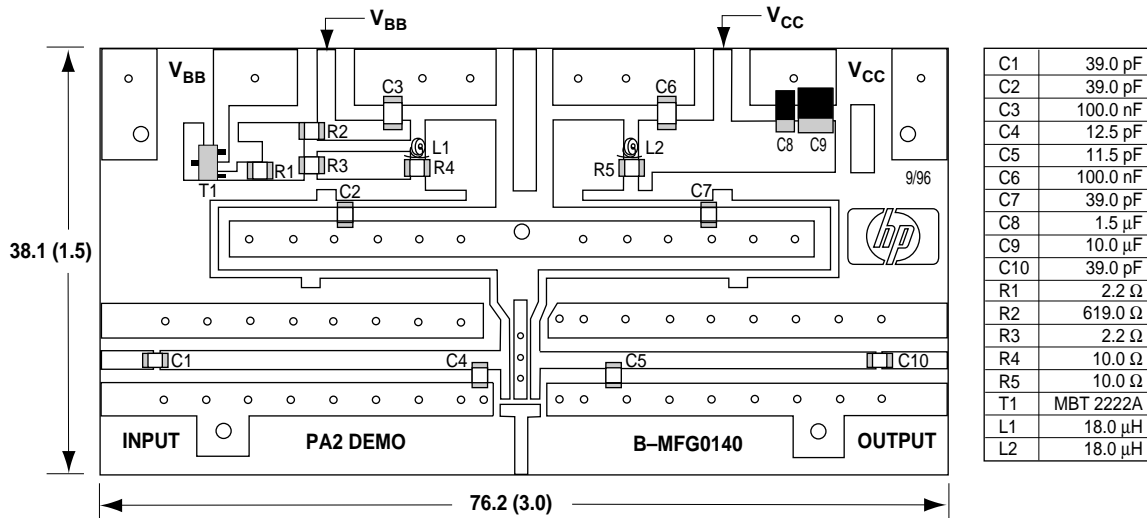 V_BB
V_CC
V_BB
C3
C6
V_CC
R2
L1
L2
C8
C9
R1
R3
R4
R5
T1
9/96
C2
C7
38.1 (1.5)
hp
C1
C4
C5
C10
INPUT
PA2 DEMO
B–MFG0140
OUTPUT
76.2 (3.0)
C1 39.0 pF
C2 39.0 pF
C3 100.0 nF
C4 12.5 pF
C5 11.5 pF
C6 100.0 nF
C7 39.0 pF
C8 1.5 μF
C9 10.0 μF
C10 39.0 pF
R1 2.2 Ω
R2 619.0 Ω
R3 2.2 Ω
R4 10.0 Ω
R5 10.0 Ω
T1 MBT 2222A
L1 18.0 μH
L2 18.0 μH